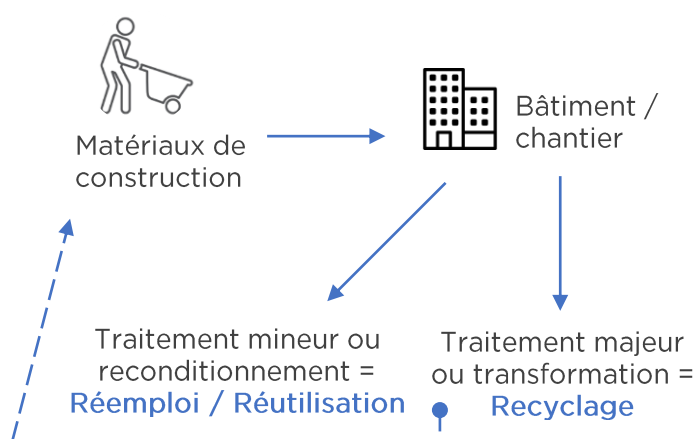 Matériaux de
construction
Bâtiment /
chantier
Traitement mineur ou
reconditionnement =
Réemploi / Réutilisation
Traitement majeur
ou transformation =
Recyclage